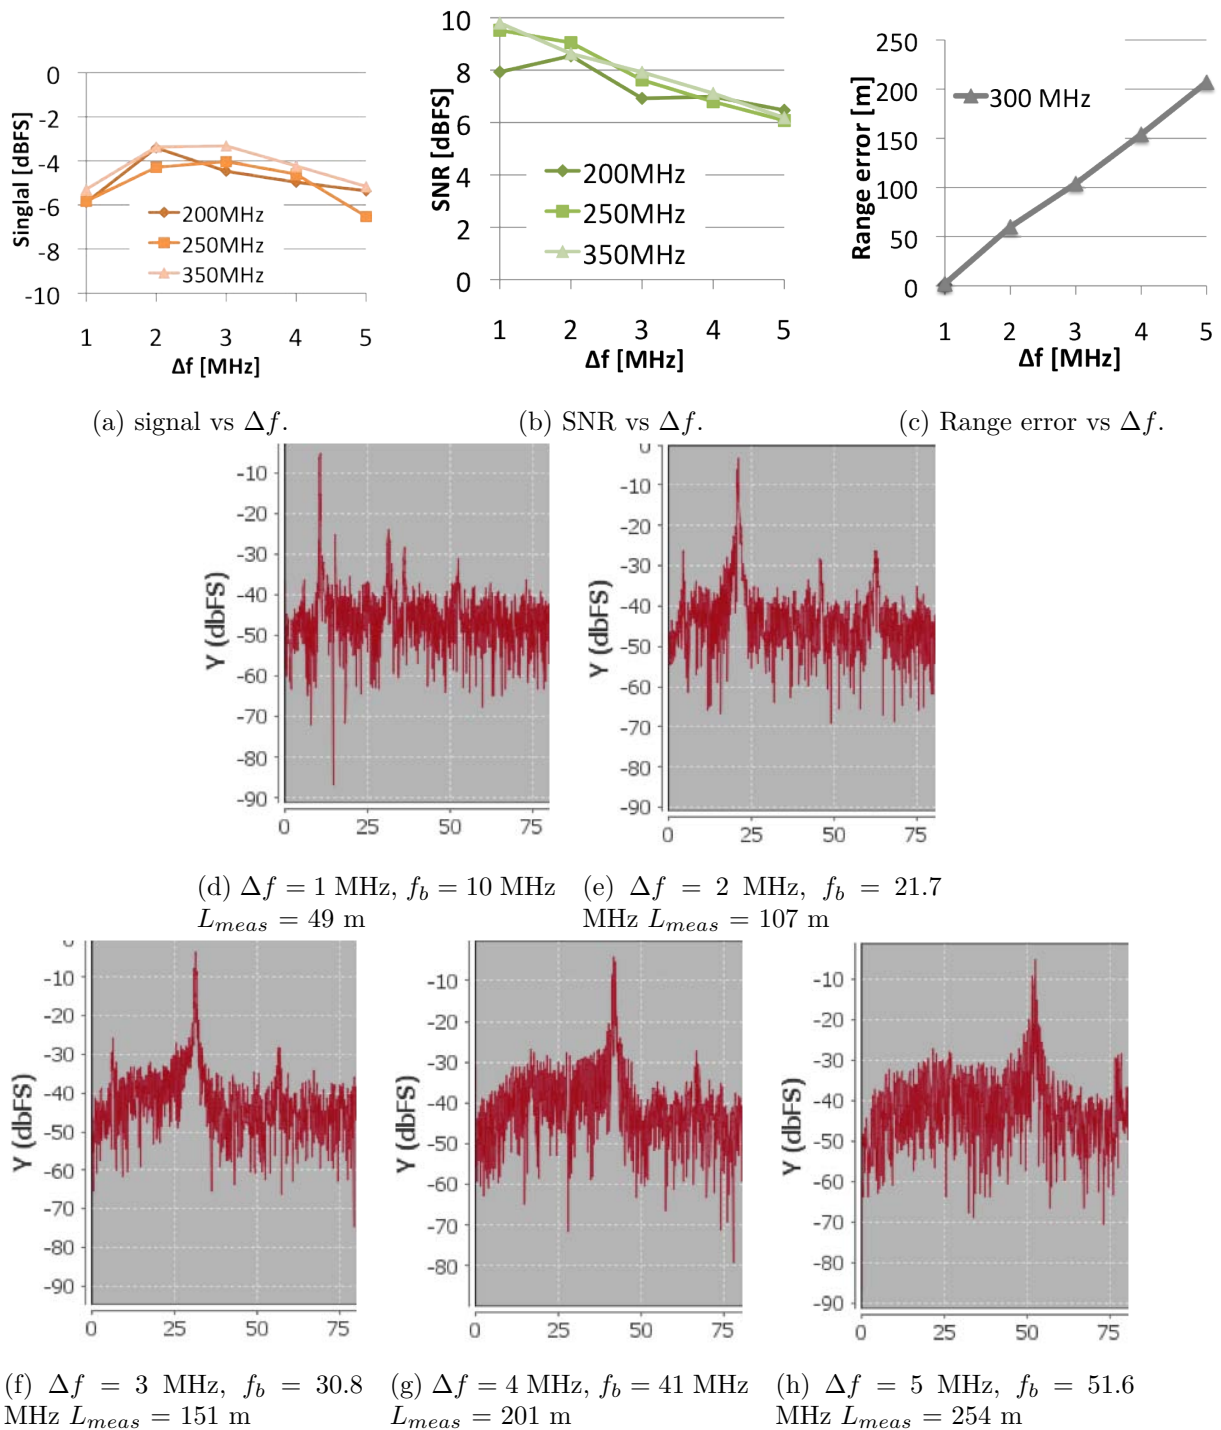 0
-2
-4
-6
-8
-10
Singlal [dBFS]
200MHz
250MHz
350MHz
1 2 3 4 5
Δf [MHz]
10
8
6
4
2
0
SNR [dBFS]
200MHz
250MHz
350MHz
1 2 3 4 5
Δf [MHz]
250
200
150
100
50
0
Range error [m]
300 MHz
1 2 3 4 5
Δf [MHz]
(a) signal vs Δf.
(b) SNR vs Δf.
(c) Range error vs Δf.
-10
-20
-30
-40
-50
-60
-70
-80
-90
Y (dbFS)
0 25 50 75
0
-10
-20
-30
-40
-50
-60
-70
-80
-90
Y (dbFS)
0 25 50 75
(d) Δf = 1 MHz, f_b = 10 MHz
L_meas = 49 m
(e) Δf = 2 MHz, f_b = 21.7
MHz L_meas = 107 m
0
-10
-20
-30
-40
-50
-60
-70
-80
-90
Y (dbFS)
0 25 50 75
-10
-20
-30
-40
-50
-60
-70
-80
Y (dbFS)
0 25 50 75
-10
-20
-30
-40
-50
-60
-70
-80
-90
Y (dbFS)
0 25 50 75
(f) Δf = 3 MHz, f_b = 30.8
MHz L_meas = 151 m
(g) Δf = 4 MHz, f_b = 41 MHz
L_meas = 201 m
(h) Δf = 5 MHz, f_b = 51.6
MHz L_meas = 254 m